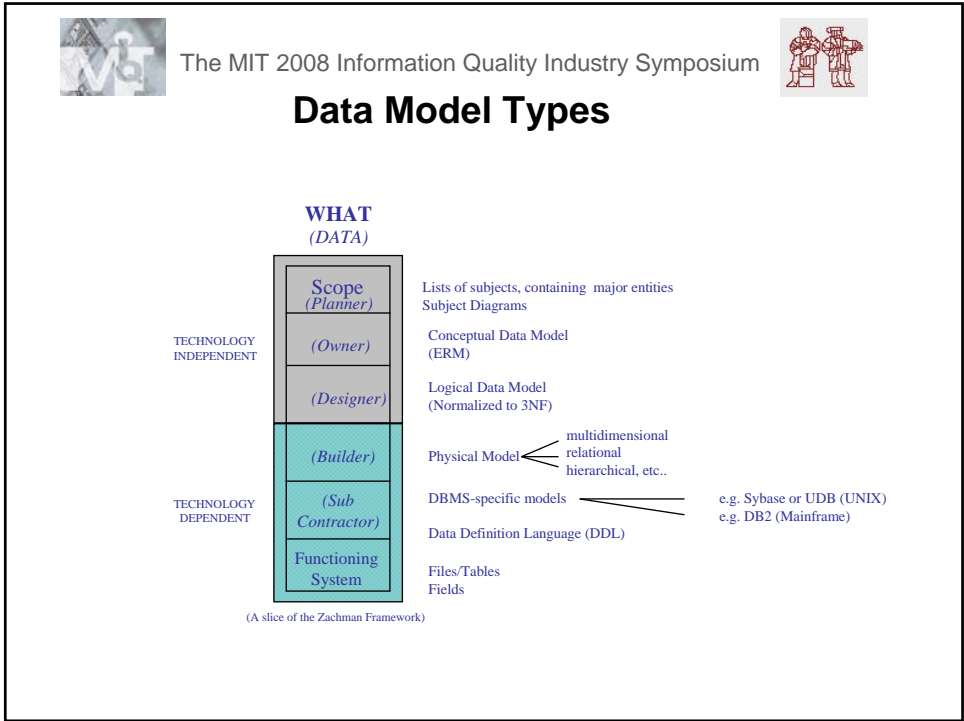 The MIT 2008 Information Quality Industry Symposium
Data Model Types
WHAT
(DATA)
Scope
(Planner)
Lists of subjects, containing major entities
Subject Diagrams
TECHNOLOGY
INDEPENDENT
(Owner)
Conceptual Data Model
(ERM)
(Designer)
Logical Data Model
(Normalized to 3NF)
(Builder)
Physical Model
multidimensional
relational
hierarchical, etc..
TECHNOLOGY
DEPENDENT
(Sub
Contractor)
DBMS-specific models
e.g. Sybase or UDB (UNIX)
e.g. DB2 (Mainframe)
Data Definition Language (DDL)
Functioning
System
Files/Tables
Fields
(A slice of the Zachman Framework)